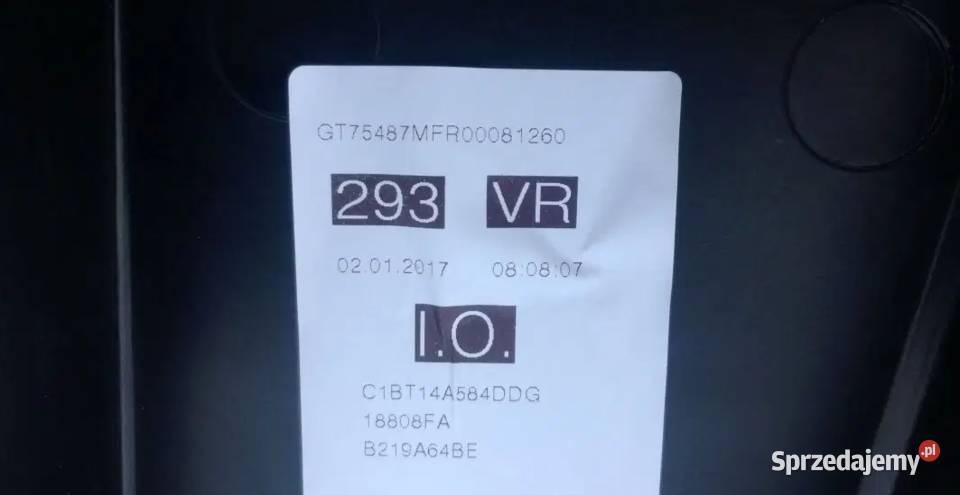 GT75487MFR00081260
293 VR
02.01.2017 08:08:07
I.O.
C1BT14A584DDG
18808FA
B219A64BE
Sprzedajemy.pl